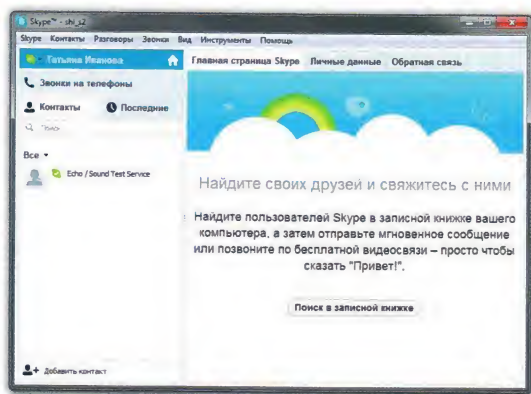 Skype™ - shi_s2
Skype Контакты Разговоры Звонки Вид Инструменты Помощь
Татьяна Иванова
Главная страница Skype Личные данные Обратная связь
Звонки на телефоны
Контакты Последние
Поиск
Все
Echo / Sound Test Service
Найдите своих друзей и свяжитесь с ними
Найдите пользователей Skype в записной книжке вашего
компьютера, а затем отправьте мгновенное сообщение
или позвоните по бесплатной видеосвязи – просто чтобы
сказать "Привет!".
Поиск в записной книжке
Добавить контакт